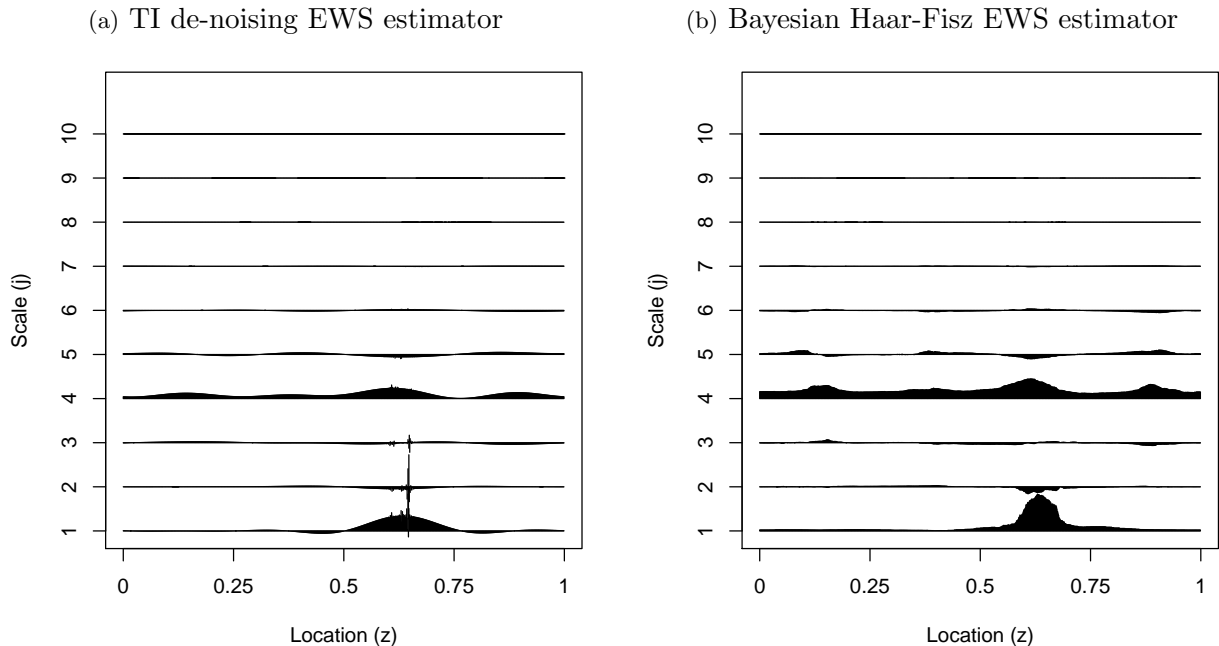 (a) TI de-noising EWS estimator
10
9
8
7
6
5
4
3
2
1
Scale (j)
0 0.25 0.5 0.75 1
Location (z)
(b) Bayesian Haar-Fisz EWS estimator
10
9
8
7
6
5
4
3
2
1
Scale (j)
0 0.25 0.5 0.75 1
Location (z)